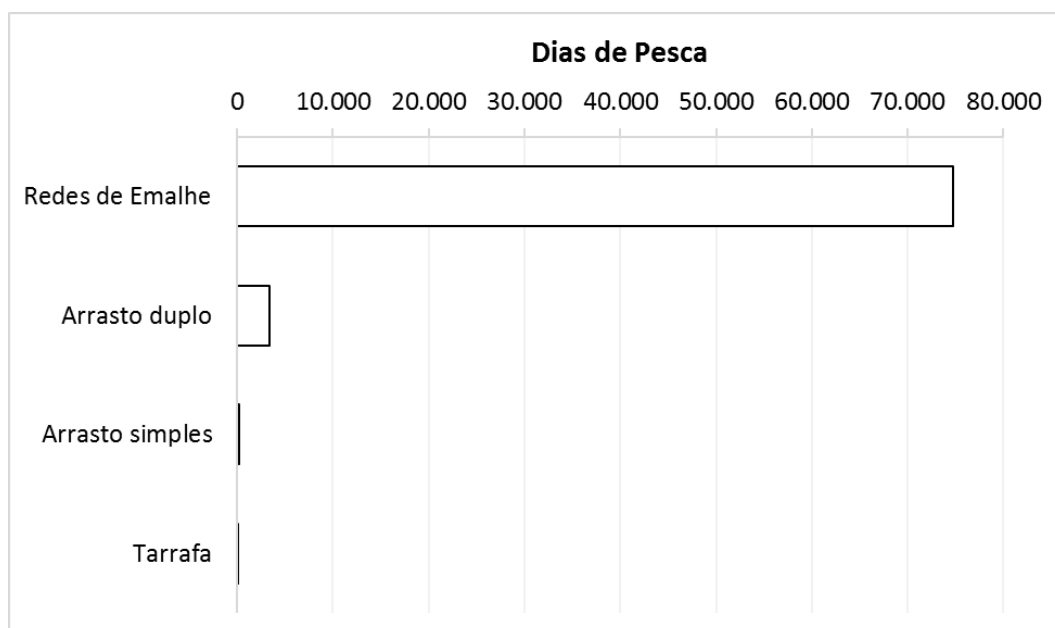 Dias de Pesca
0 10.000 20.000 30.000 40.000 50.000 60.000 70.000 80.000
Redes de Emalhe
Arrasto duplo
Arrasto simples
Tarrafa